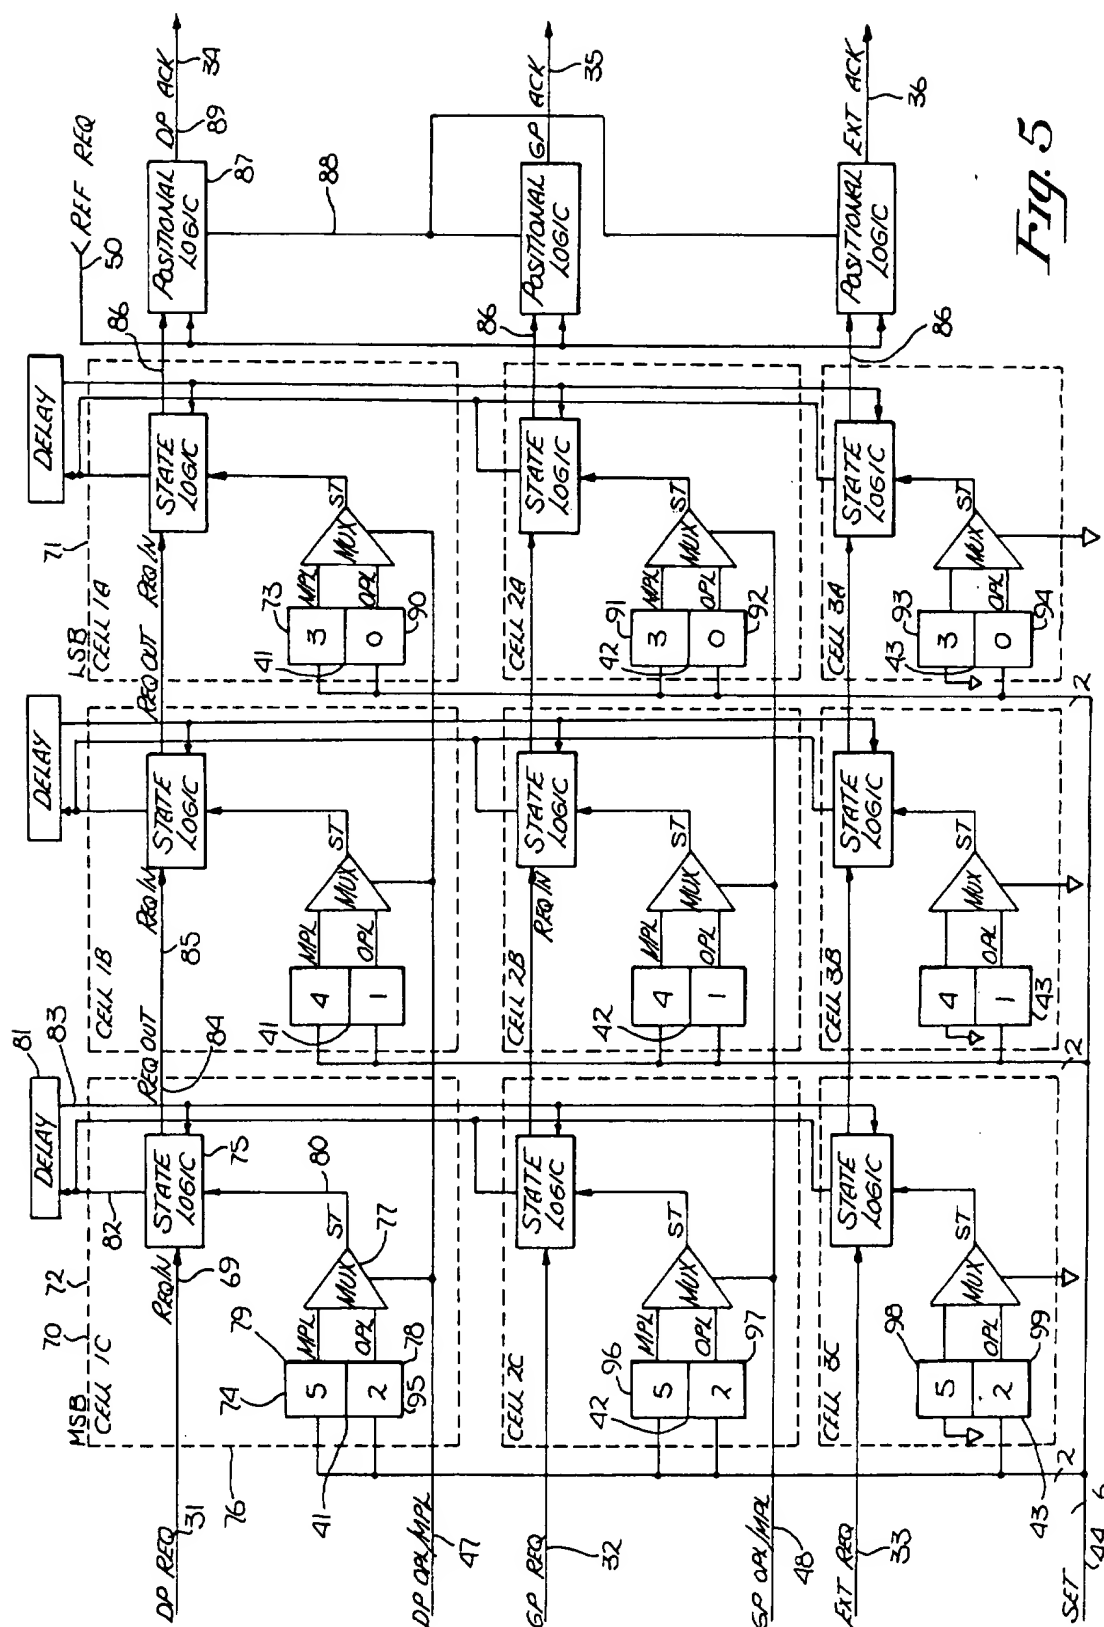 DELAY
81
83
DELAY
DELAY
MSB
70
72
CELL 1C
82
REQ OUT
84
85
CELL 1B
REQ OUT
LSB
71
CELL 1A
86
50
REF REQ
DP REQ
31
REQ IN
69
STATE LOGIC
75
REQ IN
STATE LOGIC
REQ IN
STATE LOGIC
POSITIONAL LOGIC
87
89
DP ACK
34
76
74
79
5
2
95
78
41
MPL
OPL
MUX
77
ST
80
4
1
41
MPL
OPL
MUX
ST
73
3
0
90
41
MPL
OPL
MUX
ST
88
DP OPL/MPL
47
GP REQ
32
CELL 2C
STATE LOGIC
CELL 2B
REQ IN
STATE LOGIC
CELL 2A
STATE LOGIC
86
POSITIONAL LOGIC
GP ACK
35
96
42
5
2
97
MPL
OPL
MUX
ST
42
4
1
MPL
OPL
MUX
ST
91
42
3
0
92
MPL
OPL
MUX
ST
GP OPL/MPL
48
EXT REQ
33
CELL 3C
STATE LOGIC
CELL 3B
STATE LOGIC
CELL 3A
STATE LOGIC
86
POSITIONAL LOGIC
EXT ACK
36
98
5
2
99
43
OPL
MUX
ST
4
1
43
OPL
MUX
ST
93
43
3
0
94
OPL
MUX
ST
SET
44
6
2
2
2
Fig. 5